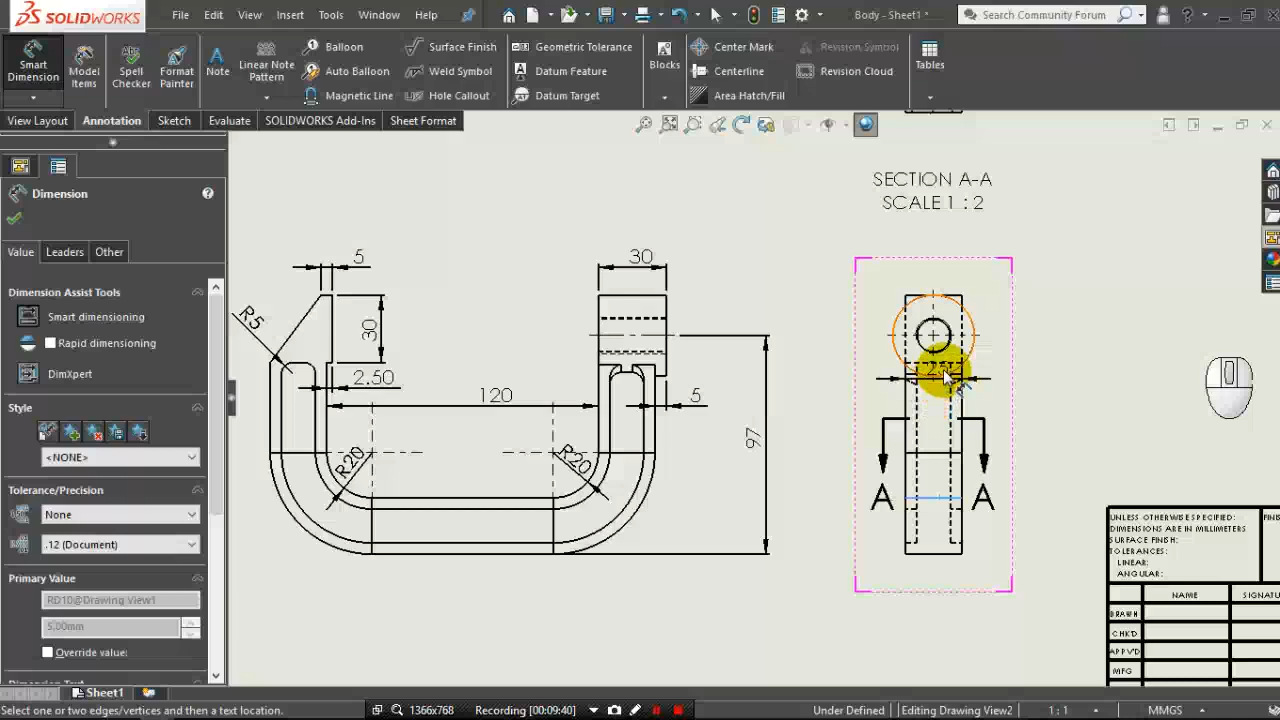 SOLIDWORKS File Edit View Insert Tools Window Help Body - Sheet1 * Search Community Forum
Smart Dimension
Model Items
Spell Checker
Format Painter
Note
Linear Note Pattern
Balloon
Auto Balloon
Magnetic Line
Surface Finish
Weld Symbol
Hole Callout
Geometric Tolerance
Datum Feature
Datum Target
Blocks
Center Mark
Centerline
Area Hatch/Fill
Revision Symbol
Revision Cloud
Tables
View Layout Annotation Sketch Evaluate SOLIDWORKS Add-Ins Sheet Format
Dimension
Value Leaders Other
Dimension Assist Tools
Smart dimensioning
Rapid dimensioning
DimXpert
Style
<NONE>
Tolerance/Precision
None
.12 (Document)
Primary Value
RD10@Drawing View1
5.00mm
Override value:
SECTION A-A
SCALE 1 : 2
5
30
R5
30
2.50
120
5
97
R20
R20
A A
UNLESS OTHERWISE SPECIFIED:
DIMENSIONS ARE IN MILLIMETERS
SURFACE FINISH:
TOLERANCES:
LINEAR:
ANGULAR:
NAME
DRAWN
CHK'D
APPV'D
MFG
Sheet1
Select one or two edges/vertices and then a text location. 1366x768 Recording [00:09:40] Under Defined Editing Drawing View2 1 : 1 MMGS